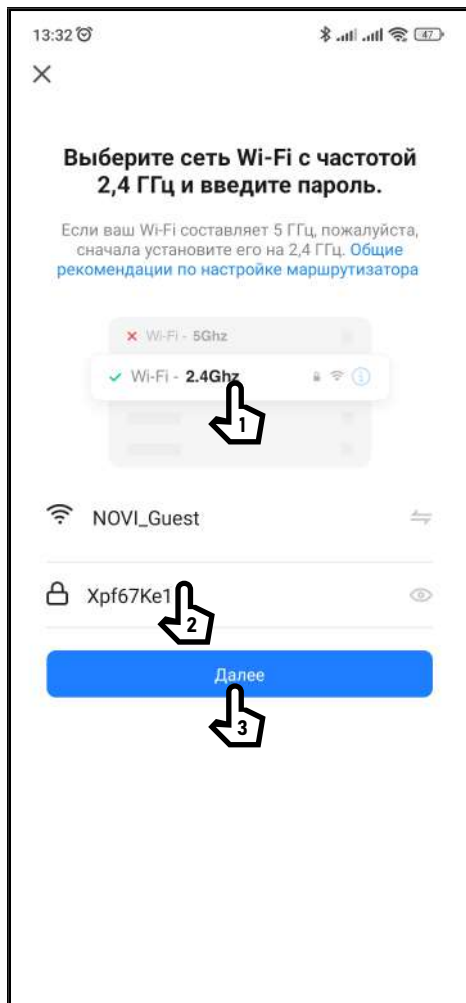 13:32
47
Выберите сеть Wi-Fi с частотой
2,4 ГГц и введите пароль.
Если ваш Wi-Fi составляет 5 ГГц, пожалуйста,
сначала установите его на 2,4 ГГц. Общие
рекомендации по настройке маршрутизатора
Wi-Fi - 5Ghz
Wi-Fi - 2.4Ghz
1
NOVI_Guest
Xpf67Ke1
2
Далее
3